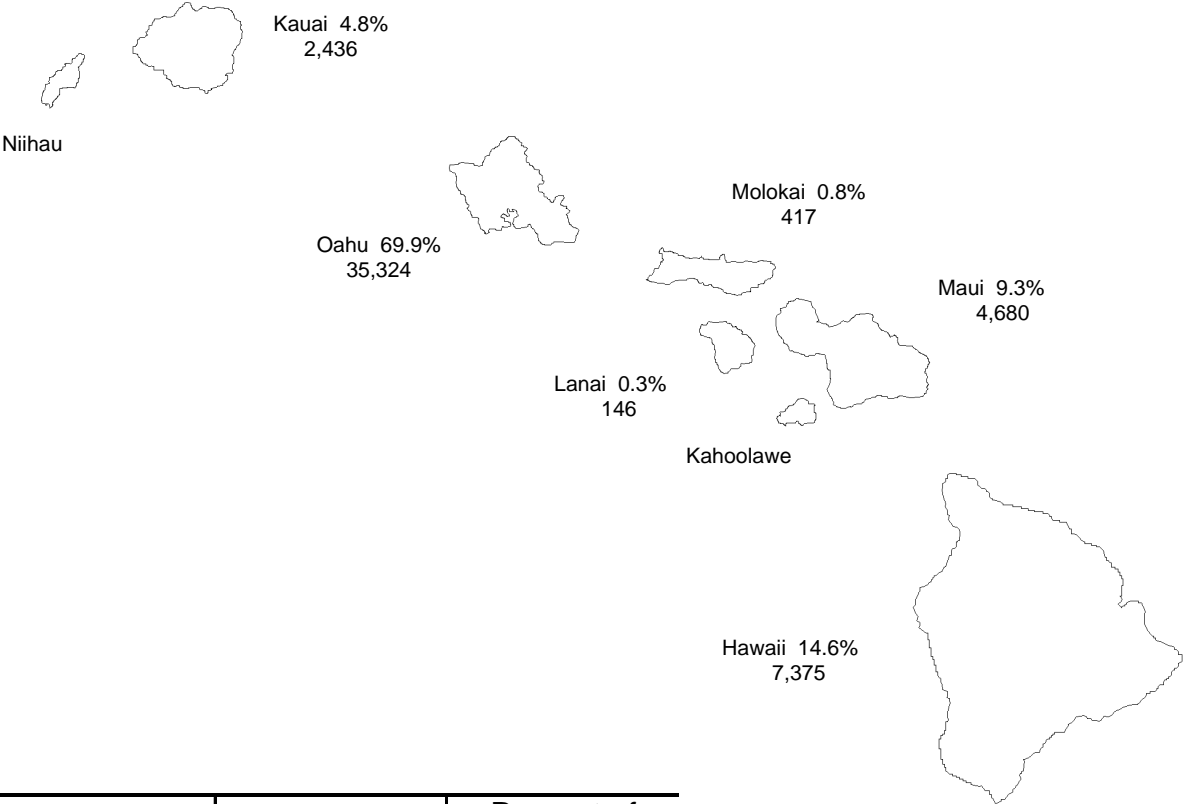 Kauai 4.8%
2,436
Niihau
Molokai 0.8%
417
Oahu 69.9%
35,324
Maui 9.3%
4,680
Lanai 0.3%
146
Kahoolawe
Hawaii 14.6%
7,375